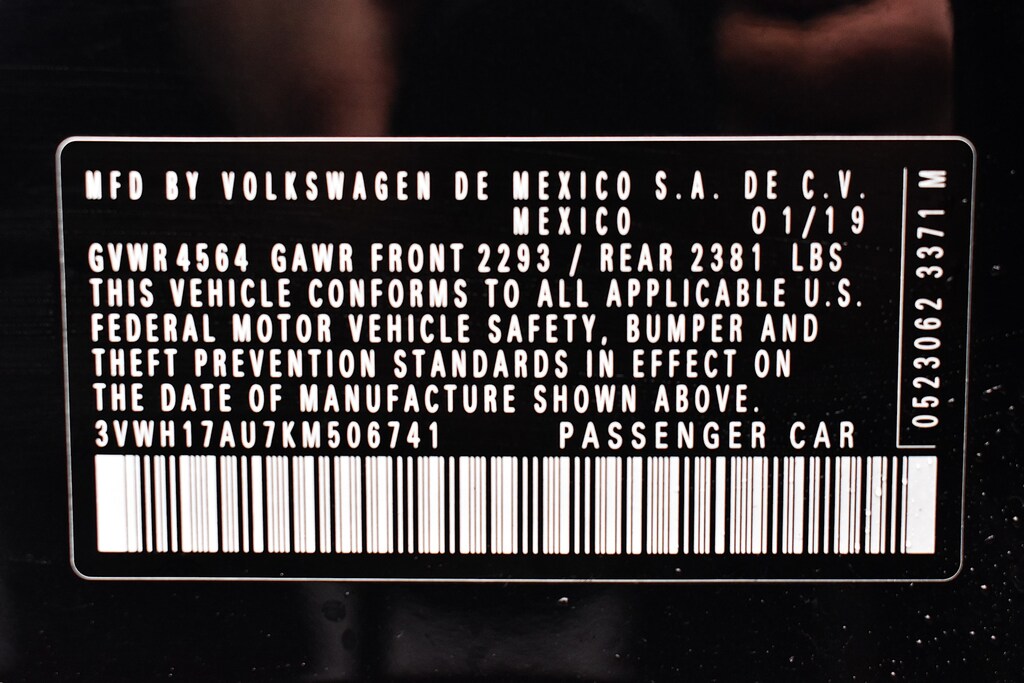 MFD BY VOLKSWAGEN DE MEXICO S.A. DE C.V.
MEXICO 01/19
GVWR4564 GAWR FRONT 2293 / REAR 2381 LBS
THIS VEHICLE CONFORMS TO ALL APPLICABLE U.S.
FEDERAL MOTOR VEHICLE SAFETY, BUMPER AND
THEFT PREVENTION STANDARDS IN EFFECT ON
THE DATE OF MANUFACTURE SHOWN ABOVE.
3VWH17AU7KM506741 PASSENGER CAR
0523062 3371 M